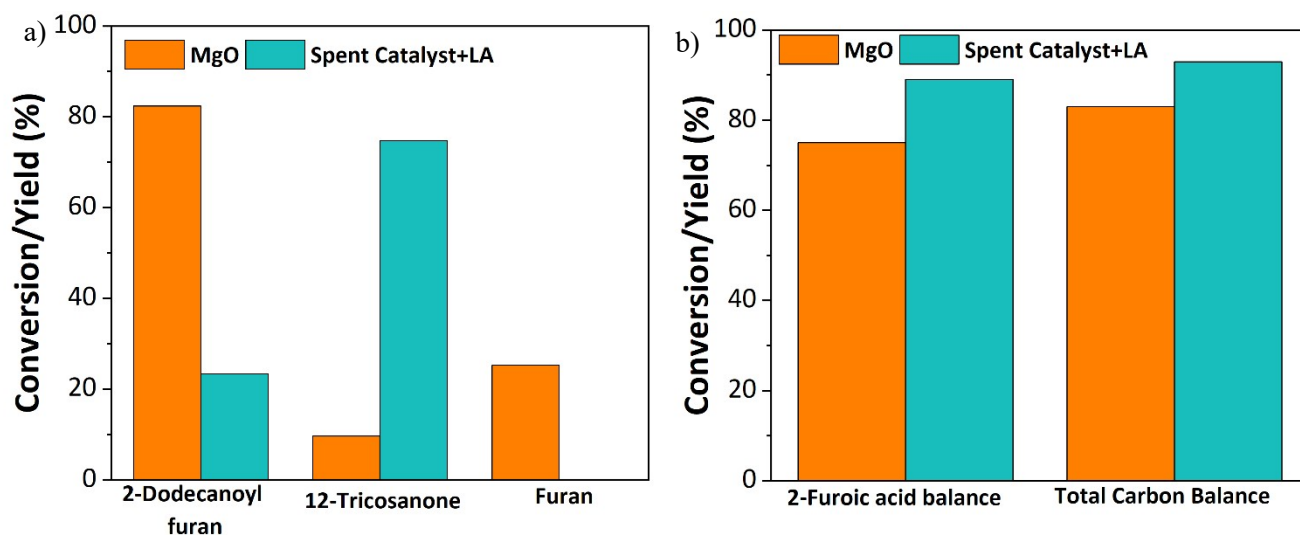 a)
Conversion/Yield (%)
100
80
60
40
20
0
MgO
Spent Catalyst+LA
2-Dodecanoyl
furan
12-Tricosanone
Furan
b)
Conversion/Yield (%)
100
80
60
40
20
0
MgO
Spent Catalyst+LA
2-Furoic acid balance
Total Carbon Balance